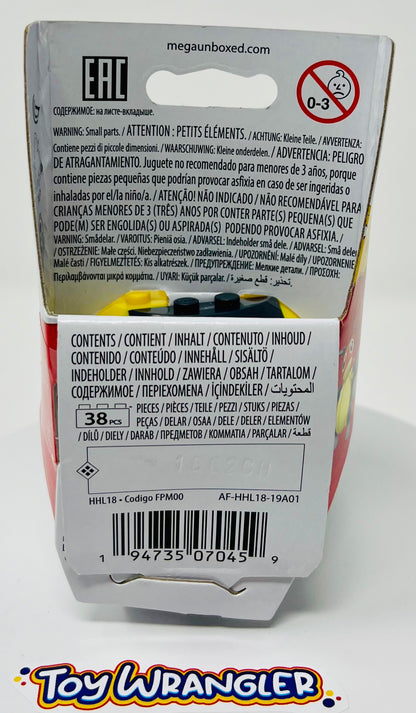 megaunboxed.com
EAC
0-3
СОДЕРЖИМОЕ: на листе-вкладыше.
WARNING: Small parts. / ATTENTION : PETITS ÉLÉMENTS. / ACHTUNG: Kleine Teile. / AVVERTENZA:
Contiene pezzi di piccole dimensioni. / WAARSCHUWING: Kleine onderdelen. / ADVERTENCIA: PELIGRO
DE ATRAGANTAMIENTO. Juguete no recomendado para menores de 3 años, porque
contiene piezas pequeñas que podrían provocar asfixia en caso de ser ingeridas o
inhaladas por el/la niño/a. / ATENÇÃO! NÃO INDICADO / NÃO RECOMENDÁVEL PARA
CRIANÇAS MENORES DE 3 (TRÊS) ANOS POR CONTER PARTE(S) PEQUENA(S) QUE
PODE(M) SER ENGOLIDA(S) OU ASPIRADA(S) PODENDO PROVOCAR ASFIXIA. /
VARNING: Smådelar. / VAROITUS: Pieniä osia. / ADVARSEL: Indeholder små dele. / ADVARSEL: Små deler
/ OSTRZEŻENIE: Małe części. Niebezpieczeństwo zadławienia. / UPOZORNĚNÍ: Malé díly / UPOZORNENIE:
Malé časti / FIGYELMEZTETÉS: Kis alkatrészek. / ПРЕДУПРЕЖДЕНИЕ: Мелкие детали. / ΠΡΟΣΟΧΗ:
Περιλαμβάνονται μικρά κομμάτια. / UYARI: Küçük parçalar. / تحذير: قطع صغيرة.
CONTENTS / CONTIENT / INHALT / CONTENUTO / INHOUD /
CONTENIDO / CONTEÚDO / INNEHÅLL / SISÄLTÖ /
INDEHOLDER / INNHOLD / ZAWIERA / OBSAH / TARTALOM /
СОДЕРЖИМОЕ / ΠΕΡΙΕΧΟΜΕΝΑ / İÇİNDEKİLER / المحتويات
38 PCS
PIECES / PIÈCES / TEILE / PEZZI / STUKS / PIEZAS /
PEÇAS / DELAR / OSAA / DELE / DELER / ELEMENTÓW
/ DÍLŮ / DIELY / DARAB / ПРЕДМЕТОВ / ΚΟΜΜΑΤΙΑ / PARÇALAR / قطعة
1662CH
HHL18 • Codigo FPM00
AF-HHL18-19A01
1 94735 07045 9
TOY WRANGLER